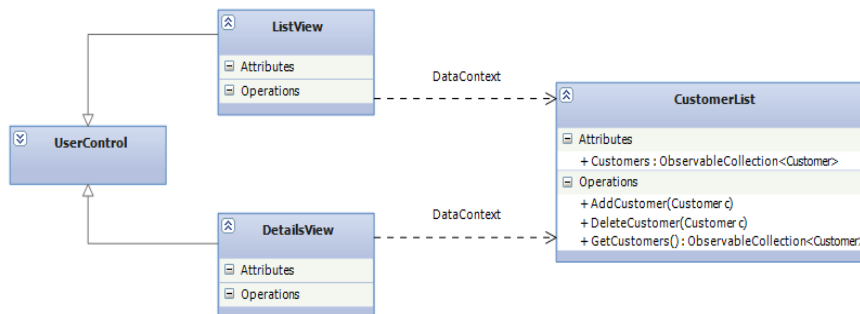 ListView
Attributes
Operations
DataContext
CustomerList
Attributes
+ Customers : ObservableCollection<Customer>
Operations
+ AddCustomer(Customer c)
+ DeleteCustomer(Customer c)
+ GetCustomers() : ObservableCollection<Customer>
UserControl
DetailsView
Attributes
Operations
DataContext